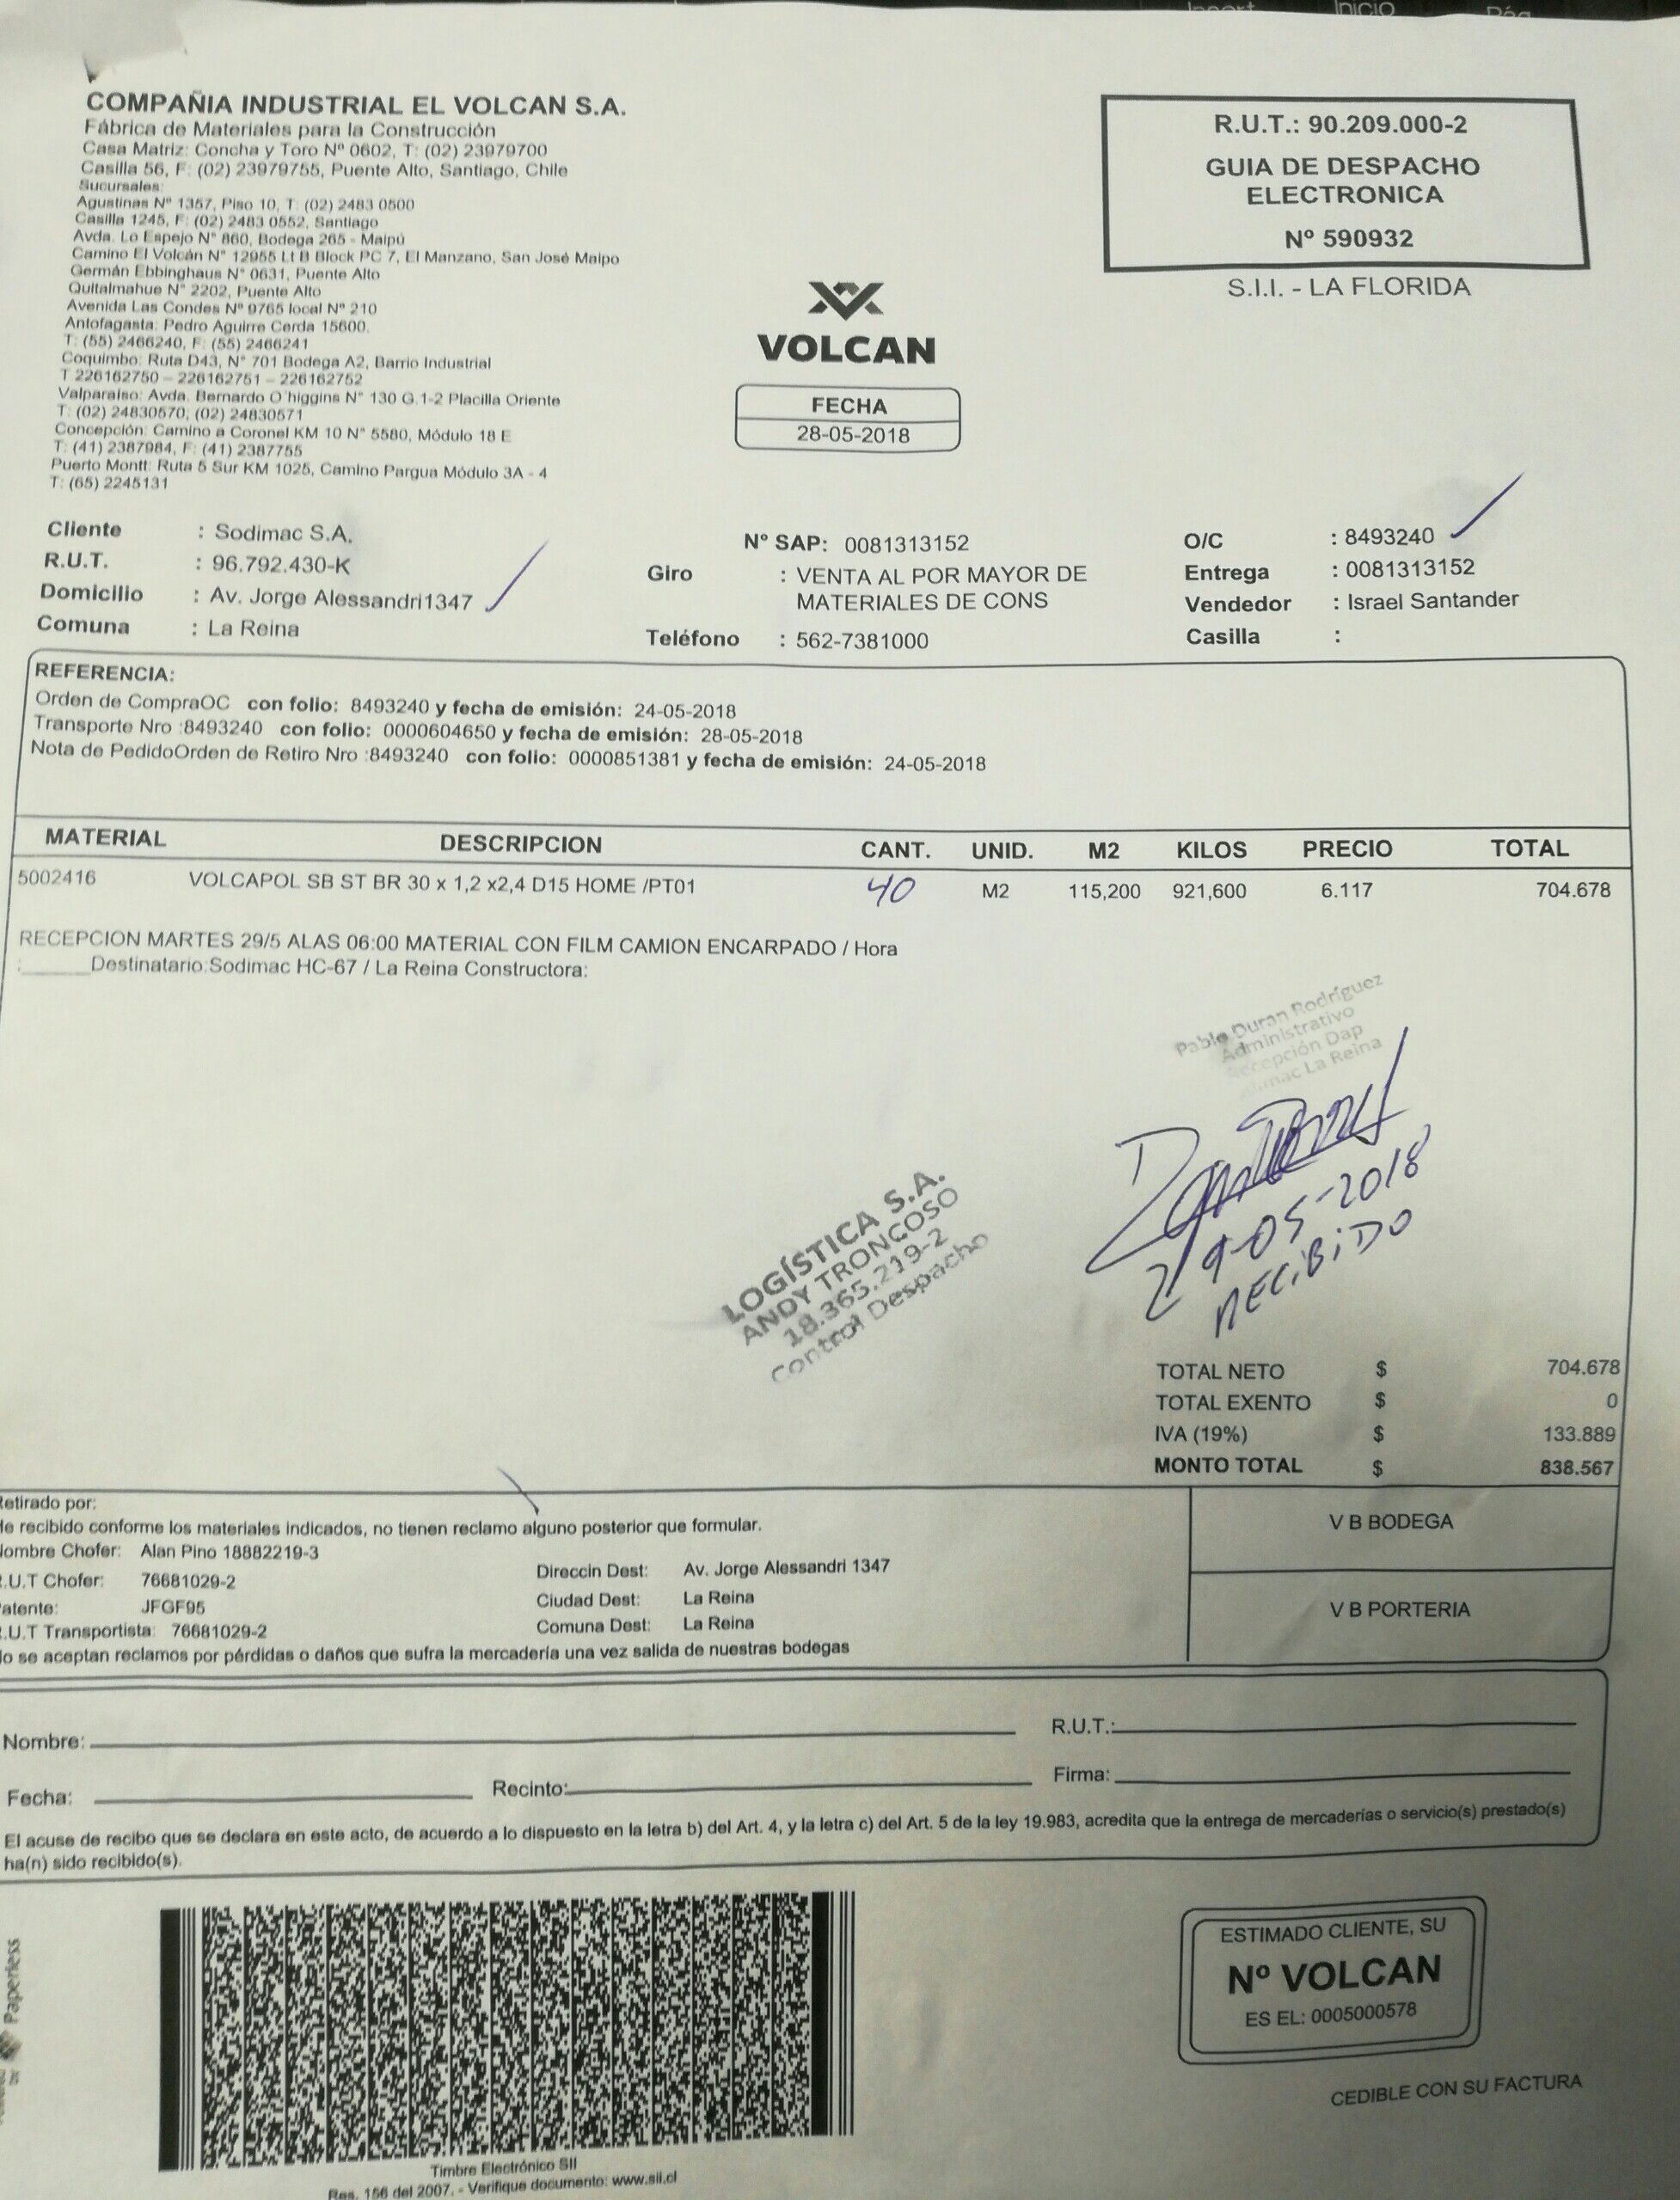 Insert Inicio Pág
COMPAÑIA INDUSTRIAL EL VOLCAN S.A.
Fábrica de Materiales para la Construcción
Casa Matriz: Concha y Toro Nº 0602, T: (02) 23979700
Casilla 56, F: (02) 23979755, Puente Alto, Santiago, Chile
Sucursales:
Agustinas Nº 1357, Piso 10, T: (02) 2483 0500
Casilla 1245, F: (02) 2483 0552, Santiago
Avda. Lo Espejo N° 860, Bodega 265 - Maipú
Camino El Volcán N° 12955 Lt B Block PC 7, El Manzano, San José Maipo
Germán Ebbinghaus N° 0631, Puente Alto
Quitalmahue N° 2202, Puente Alto
Avenida Las Condes Nº 9765 local Nº 210
Antofagasta: Pedro Aguirre Cerda 15600.
T: (55) 2466240, F: (55) 2466241
Coquimbo: Ruta D43, N° 701 Bodega A2, Barrio Industrial
T 226162750 – 226162751 – 226162752
Valparaíso: Avda. Bernardo O'higgins N° 130 G.1-2 Placilla Oriente
T: (02) 24830570; (02) 24830571
Concepción: Camino a Coronel KM 10 N° 5580, Módulo 18 E
T: (41) 2387984, F: (41) 2387755
Puerto Montt: Ruta 5 Sur KM 1025, Camino Pargua Módulo 3A - 4
T: (65) 2245131
R.U.T.: 90.209.000-2
GUIA DE DESPACHO
ELECTRONICA
Nº 590932
S.I.I. - LA FLORIDA
VOLCAN
FECHA
28-05-2018
Cliente : Sodimac S.A.
R.U.T. : 96.792.430-K
Domicilio : Av. Jorge Alessandri1347
Comuna : La Reina
N° SAP: 0081313152
Giro : VENTA AL POR MAYOR DE
MATERIALES DE CONS
Teléfono : 562-7381000
O/C : 8493240
Entrega : 0081313152
Vendedor : Israel Santander
Casilla :
REFERENCIA:
Orden de CompraOC con folio: 8493240 y fecha de emisión: 24-05-2018
Transporte Nro :8493240 con folio: 0000604650 y fecha de emisión: 28-05-2018
Nota de PedidoOrden de Retiro Nro :8493240 con folio: 0000851381 y fecha de emisión: 24-05-2018
MATERIAL DESCRIPCION CANT. UNID. M2 KILOS PRECIO TOTAL
5002416 VOLCAPOL SB ST BR 30 x 1,2 x2,4 D15 HOME /PT01 40 M2 115,200 921,600 6.117 704.678
RECEPCION MARTES 29/5 ALAS 06:00 MATERIAL CON FILM CAMION ENCARPADO / Hora
:______Destinatario:Sodimac HC-67 / La Reina Constructora:
Pablo Duran Rodríguez
Administrativo
Recepción Dap
Sodimac La Reina
29-05-2018
RECIBIDO
LOGÍSTICA S.A.
ANDY TRONCOSO
18.365.219-2
Control Despacho
TOTAL NETO $ 704.678
TOTAL EXENTO $ 0
IVA (19%) $ 133.889
MONTO TOTAL $ 838.567
Retirado por:
He recibido conforme los materiales indicados, no tienen reclamo alguno posterior que formular.
Nombre Chofer: Alan Pino 18882219-3
R.U.T Chofer: 76681029-2
Patente: JFGF95
R.U.T Transportista: 76681029-2
No se aceptan reclamos por pérdidas o daños que sufra la mercadería una vez salida de nuestras bodegas
Direccin Dest: Av. Jorge Alessandri 1347
Ciudad Dest: La Reina
Comuna Dest: La Reina
V B BODEGA
V B PORTERIA
Nombre: R.U.T.:
Fecha: Recinto: Firma:
El acuse de recibo que se declara en este acto, de acuerdo a lo dispuesto en la letra b) del Art. 4, y la letra c) del Art. 5 de la ley 19.983, acredita que la entrega de mercaderías o servicio(s) prestado(s)
ha(n) sido recibido(s).
Paperless
Timbre Electrónico SII
Res. 156 del 2007. - Verifique documento: www.sii.cl
ESTIMADO CLIENTE, SU
Nº VOLCAN
ES EL: 0005000578
CEDIBLE CON SU FACTURA